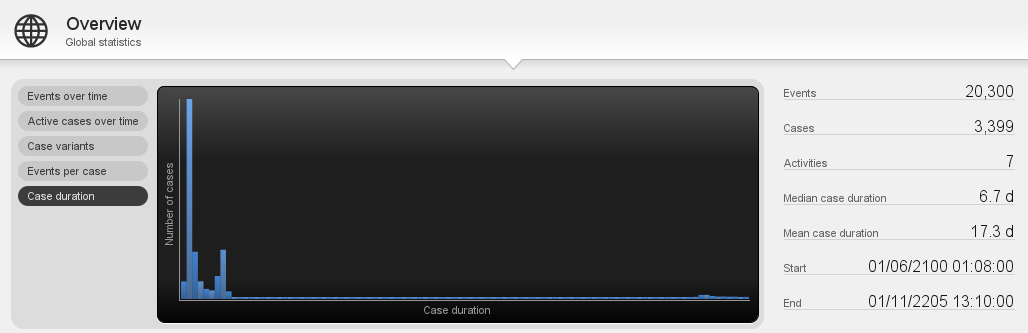 Overview
Global statistics
Events over time
Active cases over time
Case variants
Events per case
Case duration
Number of cases
Case duration
Events 20,300
Cases 3,399
Activities 7
Median case duration 6.7 d
Mean case duration 17.3 d
Start 01/06/2100 01:08:00
End 01/11/2205 13:10:00